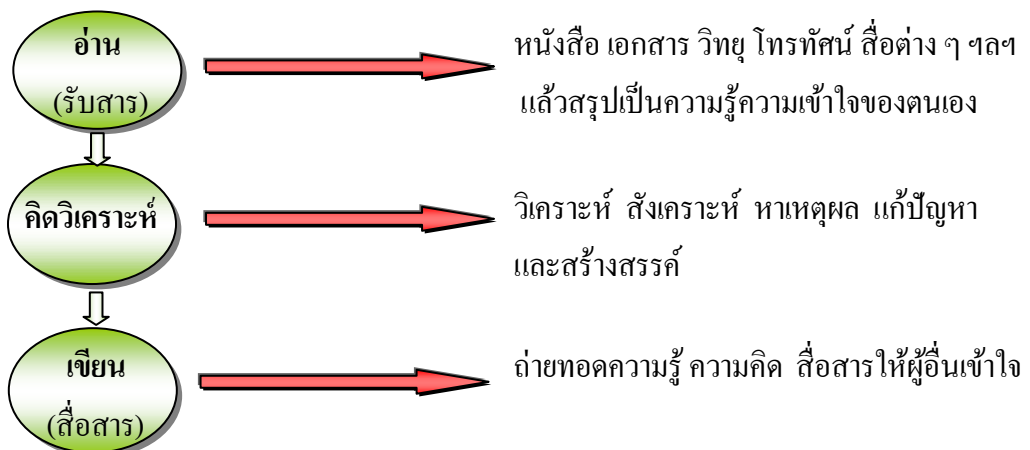 อ่าน
(รับสาร)
หนังสือ เอกสาร วิทยุ โทรทัศน์ สื่อต่าง ๆ ฯลฯ
แล้วสรุปเป็นความรู้ความเข้าใจของตนเอง
คิดวิเคราะห์
วิเคราะห์ สังเคราะห์ หาเหตุผล แก้ปัญหา
และสร้างสรรค์
เขียน
(สื่อสาร)
ถ่ายทอดความรู้ ความคิด สื่อสารให้ผู้อื่นเข้าใจ